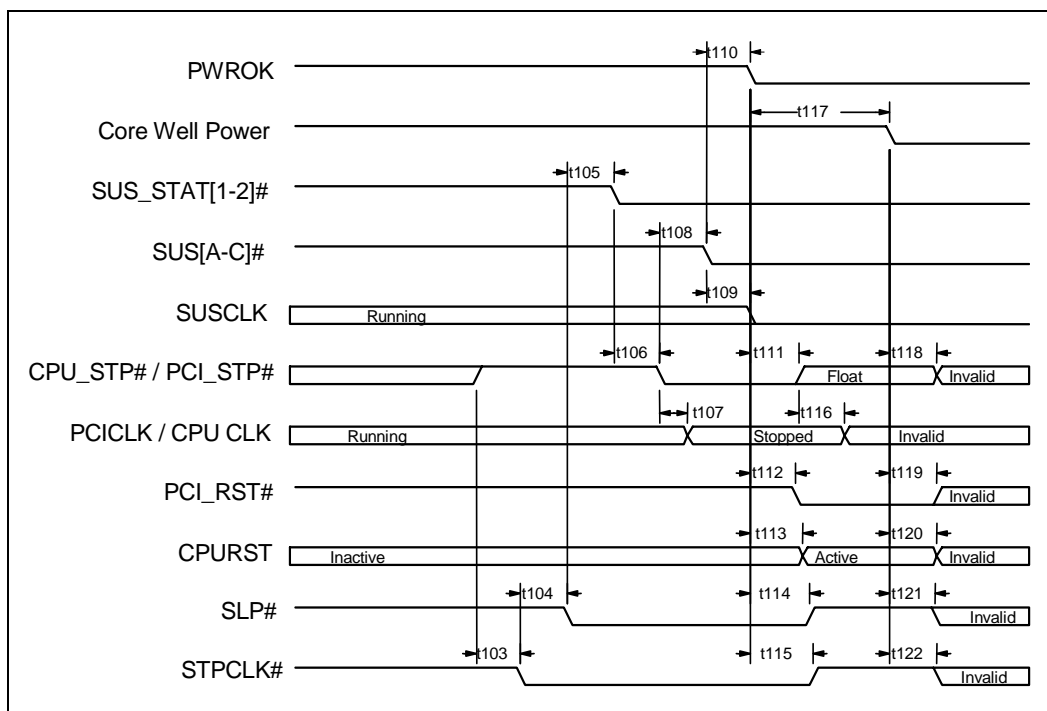 t110
PWROK
t117
Core Well Power
t105
SUS_STAT[1-2]#
t108
SUS[A-C]#
t109
SUSCLK
Running
t106
t111
t118
CPU_STP# / PCI_STP#
Float
Invalid
t107
t116
PCICLK / CPU CLK
Running
Stopped
Invalid
t112
t119
PCI_RST#
Invalid
t113
t120
CPURST
Inactive
Active
Invalid
t104
t114
t121
SLP#
Invalid
t103
t115
t122
STPCLK#
Invalid